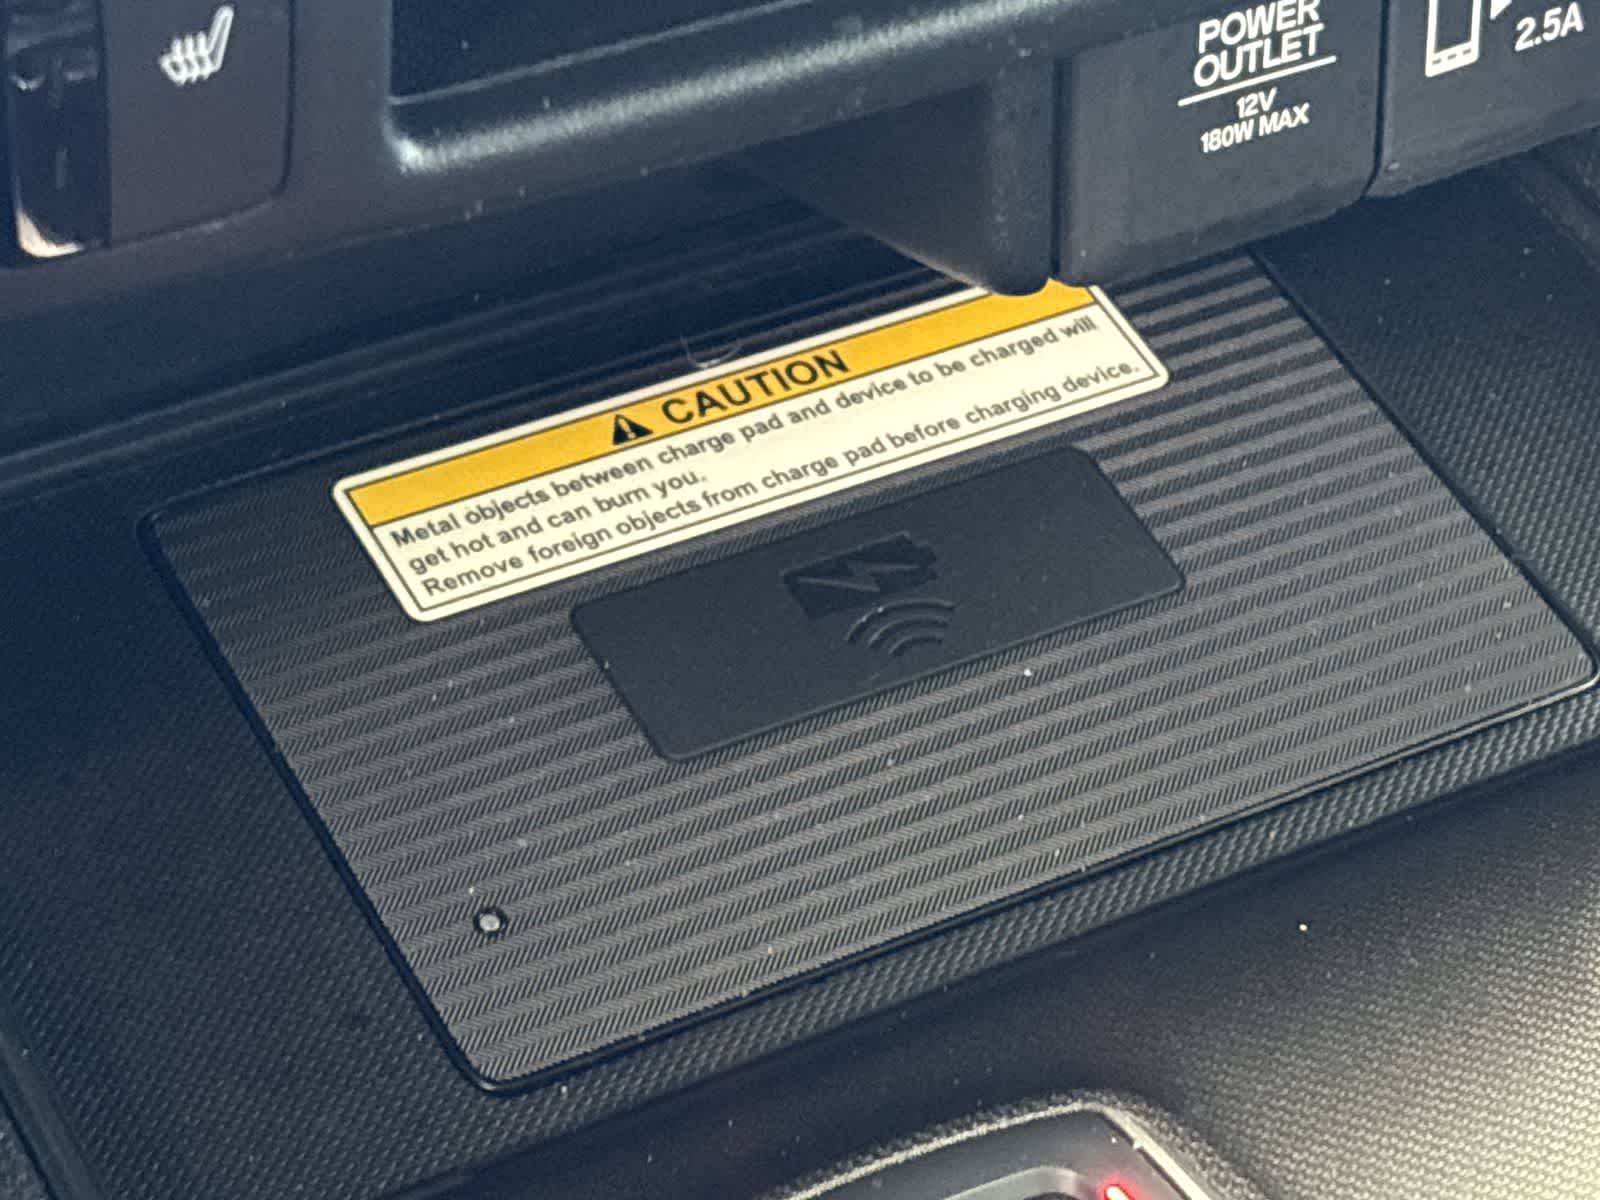 POWER
OUTLET
12V
180W MAX
2.5A
CAUTION
Metal objects between charge pad and device to be charged will
get hot and can burn you.
Remove foreign objects from charge pad before charging device.